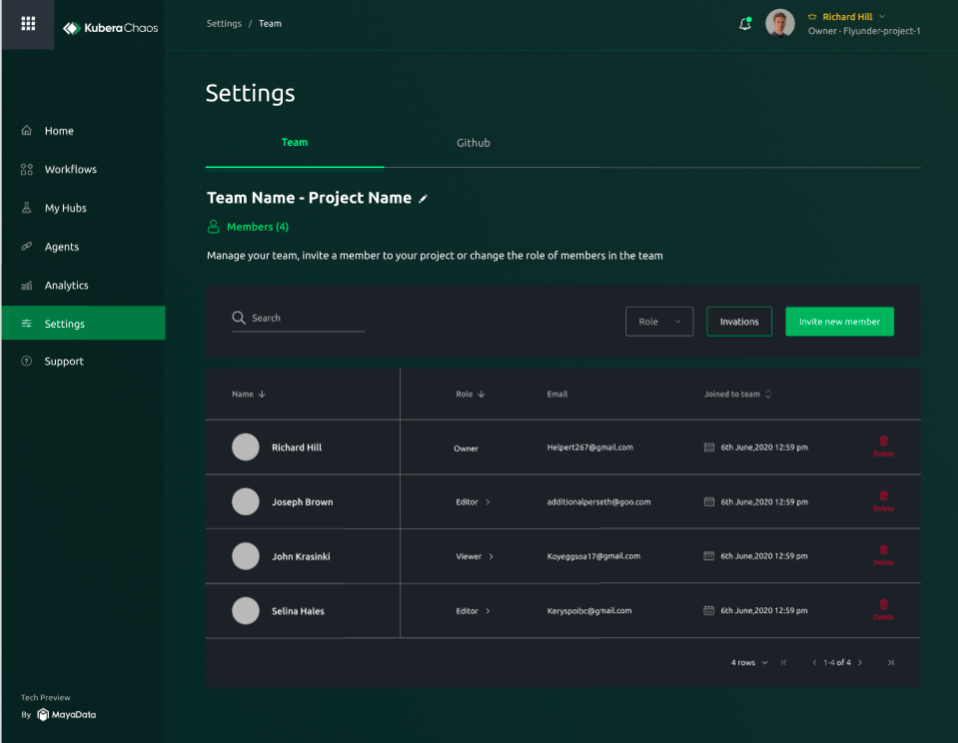 KuberaChaos
Settings / Team
Richard Hill
Owner - Flyunder-project-1
Home
Workflows
My Hubs
Agents
Analytics
Settings
Support
Tech Preview
By MayaData
Settings
Team Github
Team Name - Project Name
Members (4)
Manage your team, invite a member to your project or change the role of members in the team
Search Role Invations Invite new member
Name Role Email Joined to team
Richard Hill Owner Helpert267@gmail.com 6th June,2020 12:59 pm Delete
Joseph Brown Editor additionalperseth@goo.com 6th June,2020 12:59 pm Delete
John Krasinki Viewer Koyeggsoa17@gmail.com 6th June,2020 12:59 pm Delete
Selina Hales Editor Keryspoibc@gmail.com 6th June,2020 12:59 pm Delete
4 rows 1-4 of 4